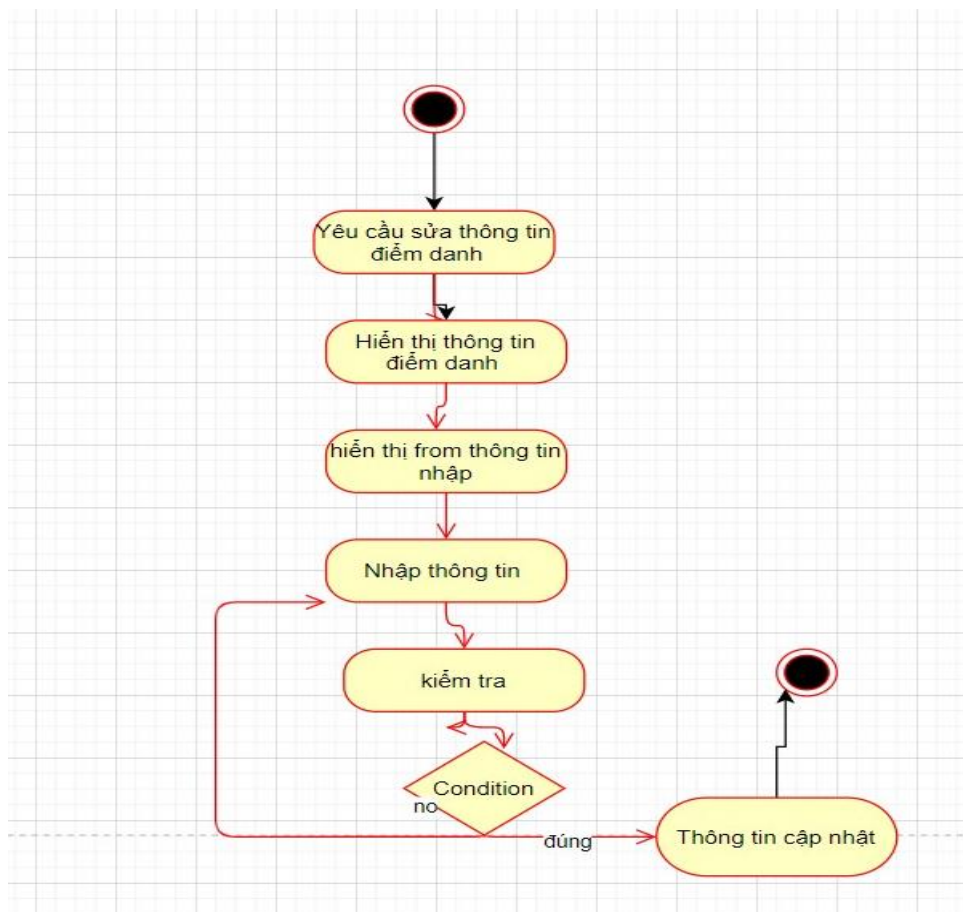 Yêu cầu sửa thông tin
điểm danh
Hiển thị thông tin
điểm danh
hiển thị from thông tin
nhập
Nhập thông tin
kiểm tra
Condition
no
đúng
Thông tin cập nhật